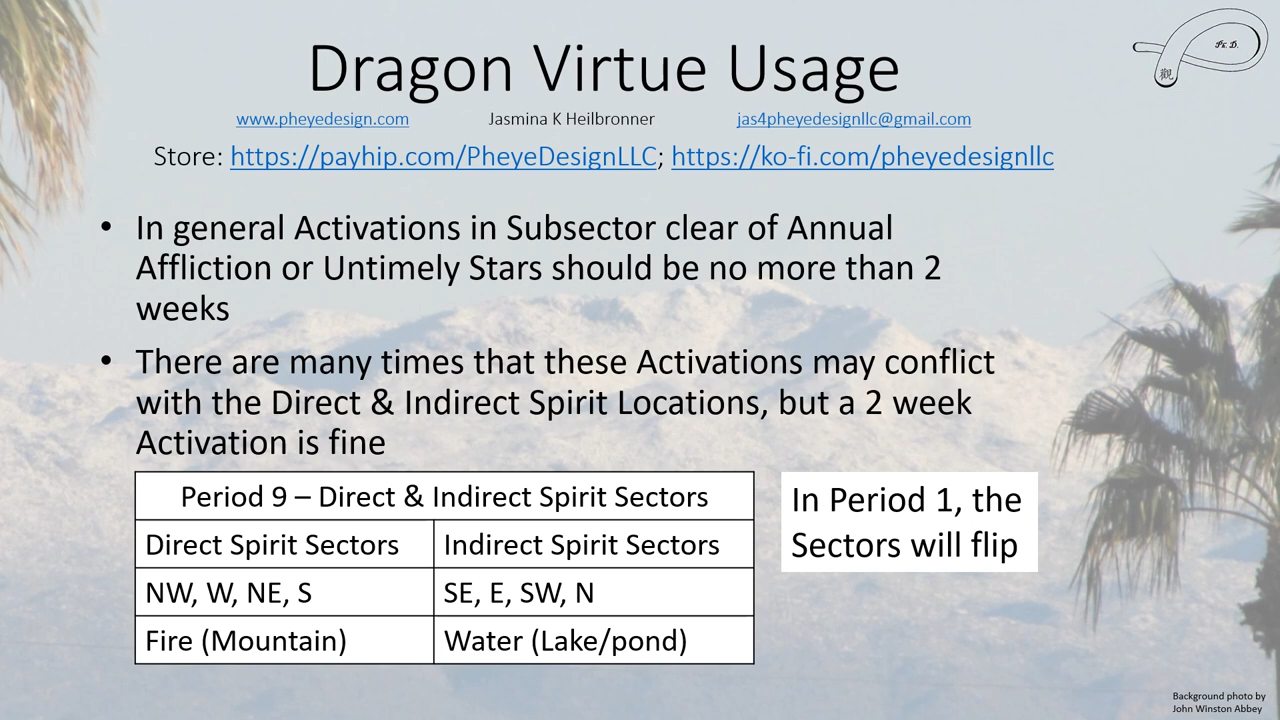 Dragon Virtue Usage
Ph. D.
觀
www.pheyedesign.com Jasmina K Heilbronner jas4pheyedesignllc@gmail.com
Store: https://payhip.com/PheyeDesignLLC; https://ko-fi.com/pheyedesignllc
• In general Activations in Subsector clear of Annual
Affliction or Untimely Stars should be no more than 2
weeks
• There are many times that these Activations may conflict
with the Direct & Indirect Spirit Locations, but a 2 week
Activation is fine
Period 9 – Direct & Indirect Spirit Sectors
Direct Spirit Sectors Indirect Spirit Sectors
NW, W, NE, S SE, E, SW, N
Fire (Mountain) Water (Lake/pond)
In Period 1, the
Sectors will flip
Background photo by
John Winston Abbey